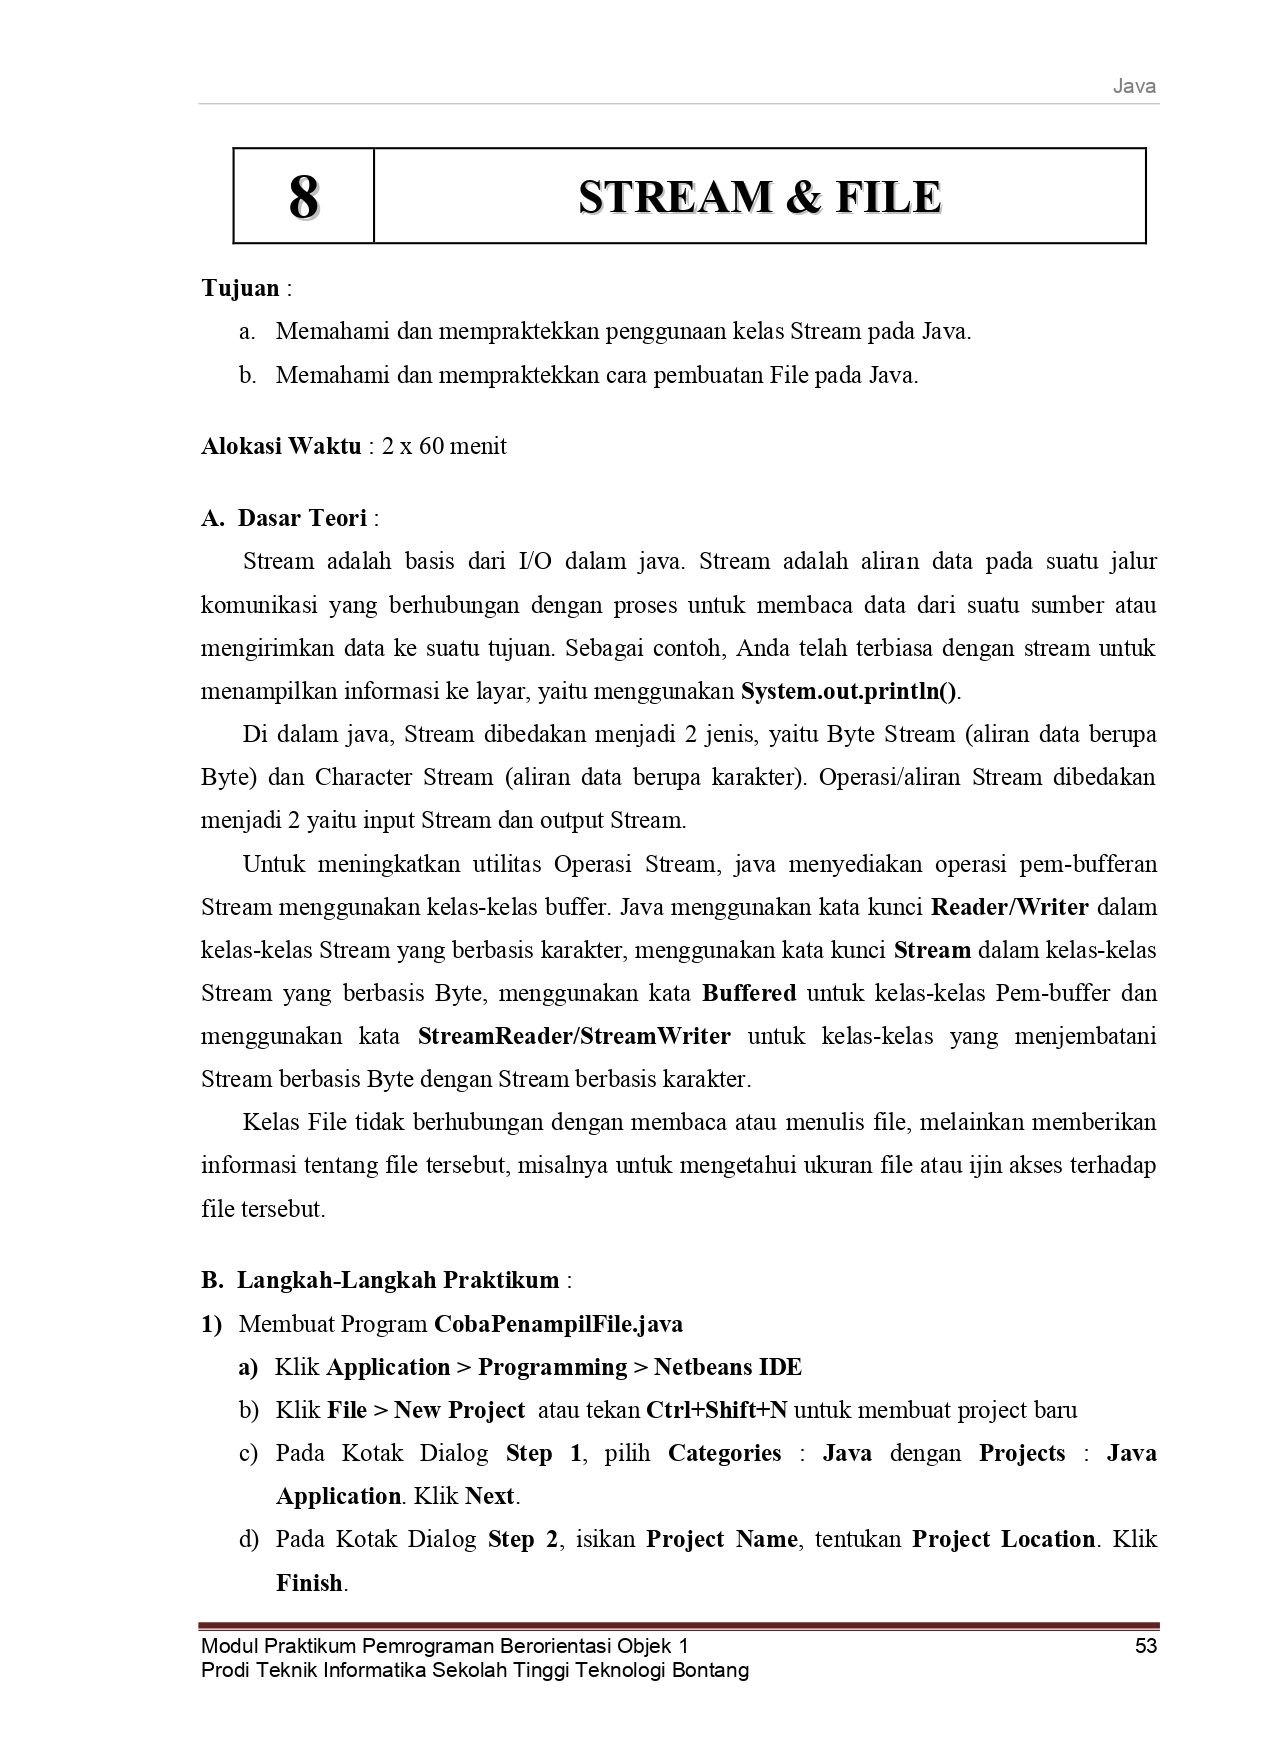 Java
8 STREAM & FILE
Tujuan :
a. Memahami dan mempraktekkan penggunaan kelas Stream pada Java.
b. Memahami dan mempraktekkan cara pembuatan File pada Java.
Alokasi Waktu : 2 x 60 menit
A. Dasar Teori :
Stream adalah basis dari I/O dalam java. Stream adalah aliran data pada suatu jalur
komunikasi yang berhubungan dengan proses untuk membaca data dari suatu sumber atau
mengirimkan data ke suatu tujuan. Sebagai contoh, Anda telah terbiasa dengan stream untuk
menampilkan informasi ke layar, yaitu menggunakan System.out.println().
Di dalam java, Stream dibedakan menjadi 2 jenis, yaitu Byte Stream (aliran data berupa
Byte) dan Character Stream (aliran data berupa karakter). Operasi/aliran Stream dibedakan
menjadi 2 yaitu input Stream dan output Stream.
Untuk meningkatkan utilitas Operasi Stream, java menyediakan operasi pem-bufferan
Stream menggunakan kelas-kelas buffer. Java menggunakan kata kunci Reader/Writer dalam
kelas-kelas Stream yang berbasis karakter, menggunakan kata kunci Stream dalam kelas-kelas
Stream yang berbasis Byte, menggunakan kata Buffered untuk kelas-kelas Pem-buffer dan
menggunakan kata StreamReader/StreamWriter untuk kelas-kelas yang menjembatani
Stream berbasis Byte dengan Stream berbasis karakter.
Kelas File tidak berhubungan dengan membaca atau menulis file, melainkan memberikan
informasi tentang file tersebut, misalnya untuk mengetahui ukuran file atau ijin akses terhadap
file tersebut.
B. Langkah-Langkah Praktikum :
1) Membuat Program CobaPenampilFile.java
a) Klik Application > Programming > Netbeans IDE
b) Klik File > New Project atau tekan Ctrl+Shift+N untuk membuat project baru
c) Pada Kotak Dialog Step 1, pilih Categories : Java dengan Projects : Java
Application. Klik Next.
d) Pada Kotak Dialog Step 2, isikan Project Name, tentukan Project Location. Klik
Finish.
Modul Praktikum Pemrograman Berorientasi Objek 1 53
Prodi Teknik Informatika Sekolah Tinggi Teknologi Bontang